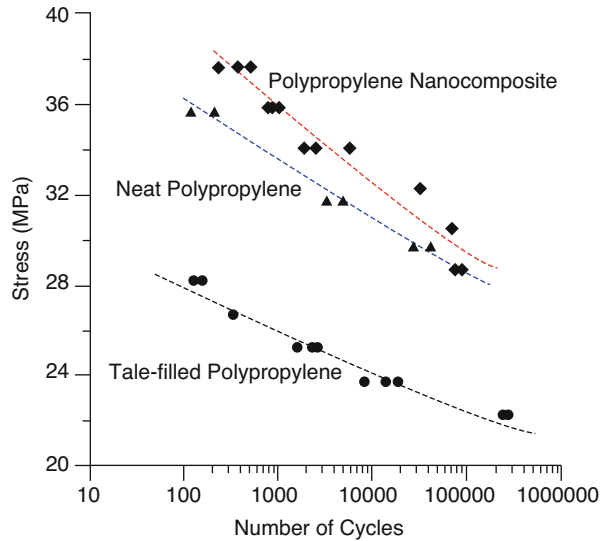 40
36
32
28
24
20
Stress (MPa)
Polypropylene Nanocomposite
Neat Polypropylene
Tale-filled Polypropylene
10
100
1000
10000
100000
1000000
Number of Cycles